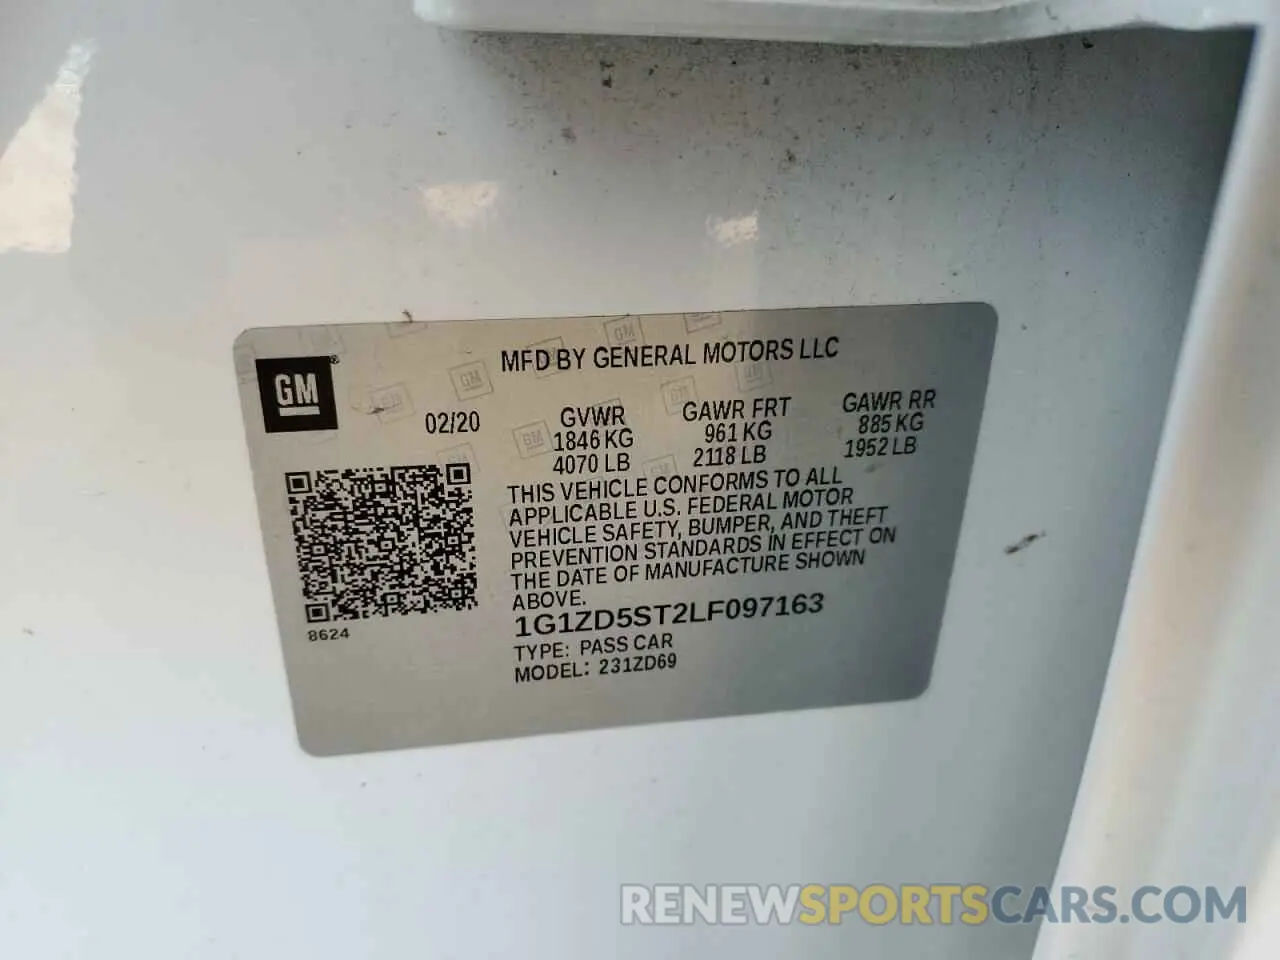 MFD BY GENERAL MOTORS LLC
GM®
02/20 GVWR GAWR FRT GAWR RR
1846 KG 961 KG 885 KG
4070 LB 2118 LB 1952 LB
THIS VEHICLE CONFORMS TO ALL
APPLICABLE U.S. FEDERAL MOTOR
VEHICLE SAFETY, BUMPER, AND THEFT
PREVENTION STANDARDS IN EFFECT ON
THE DATE OF MANUFACTURE SHOWN
ABOVE.
1G1ZD5ST2LF097163
8624
TYPE: PASS CAR
MODEL: 231ZD69
RENEWSPORTSCARS.COM